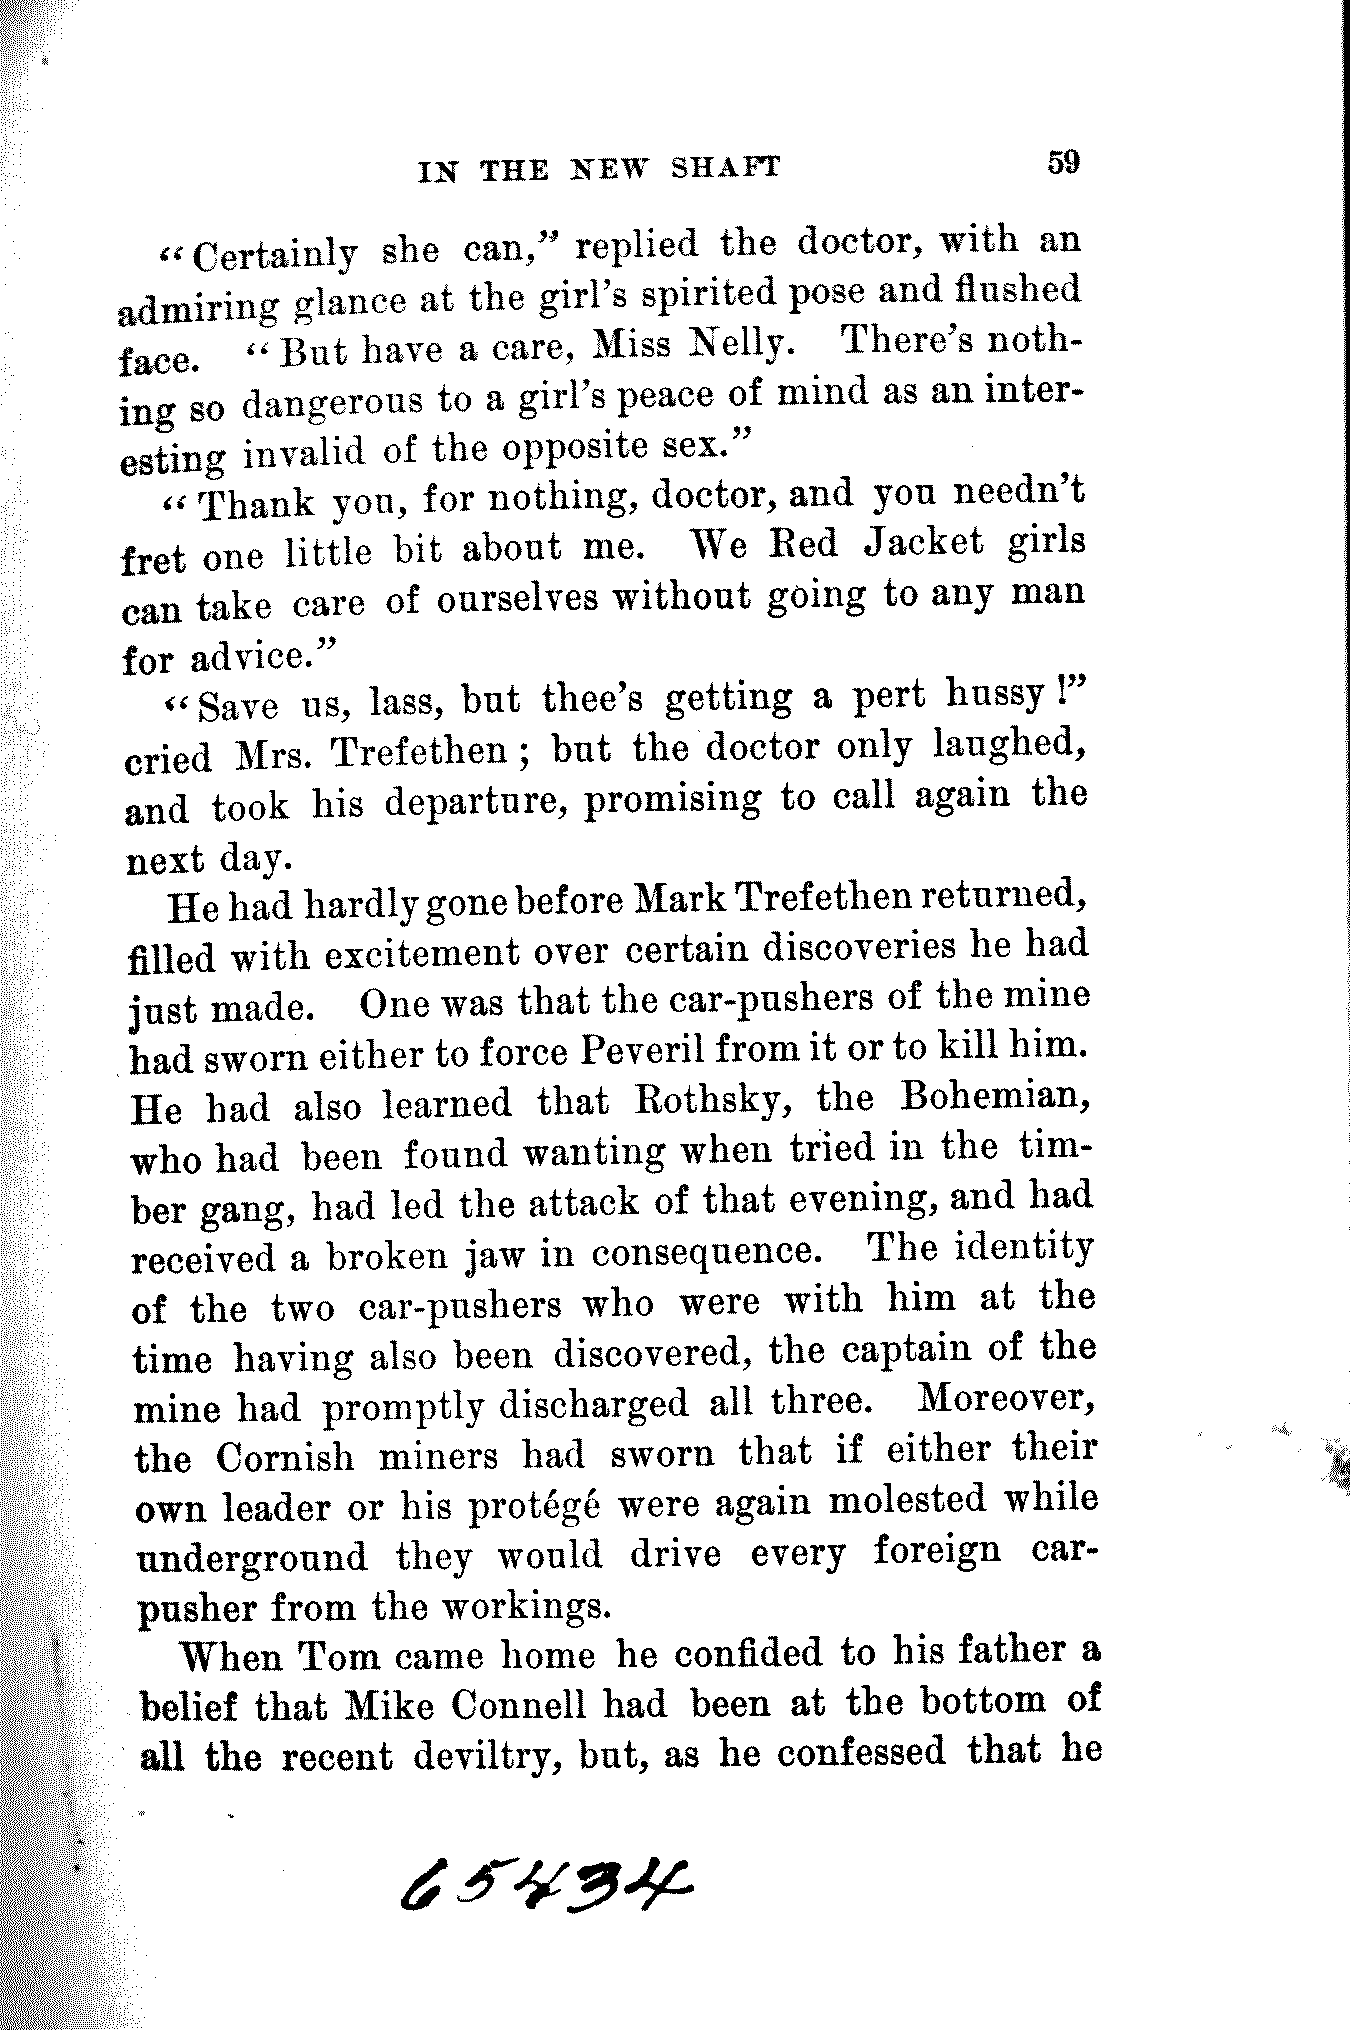 IN THE NEW SHAFT 59
“Certainly she can,” replied the doctor, with an
admiring glance at the girl's spirited pose and flushed
face. “But have a care, Miss Nelly. There's noth-
ing so dangerous to a girl's peace of mind as an inter-
esting invalid of the opposite sex.”
“Thank you, for nothing, doctor, and you needn't
fret one little bit about me. We Red Jacket girls
can take care of ourselves without going to any man
for advice.”
“Save us, lass, but thee's getting a pert hussy!”
cried Mrs. Trefethen; but the doctor only laughed,
and took his departure, promising to call again the
next day.
He had hardly gone before Mark Trefethen returned,
filled with excitement over certain discoveries he had
just made. One was that the car-pushers of the mine
had sworn either to force Peveril from it or to kill him.
He had also learned that Rothsky, the Bohemian,
who had been found wanting when tried in the tim-
ber gang, had led the attack of that evening, and had
received a broken jaw in consequence. The identity
of the two car-pushers who were with him at the
time having also been discovered, the captain of the
mine had promptly discharged all three. Moreover,
the Cornish miners had sworn that if either their
own leader or his protégé were again molested while
underground they would drive every foreign car-
pusher from the workings.
When Tom came home he confided to his father a
belief that Mike Connell had been at the bottom of
all the recent deviltry, but, as he confessed that he
65434